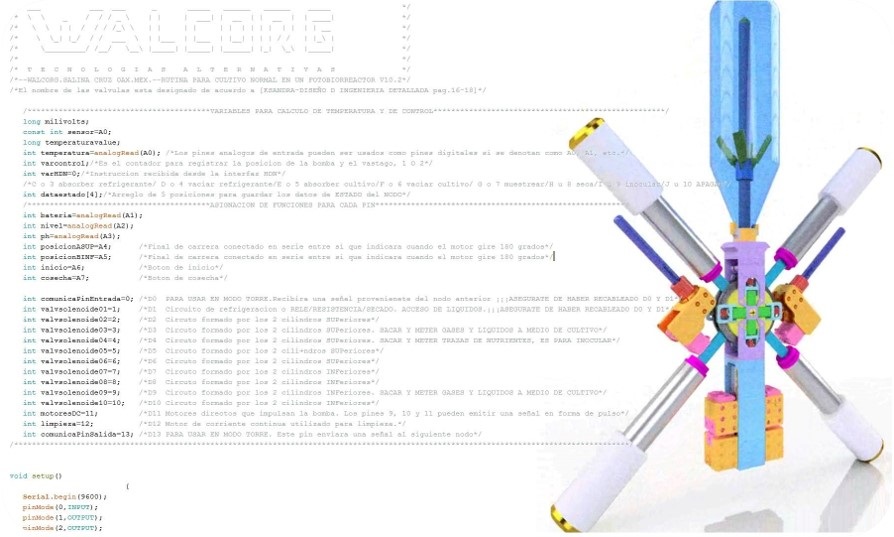 WALCORE
/* T E C N O L O G I A S   A L T E R N A T I V A S */
/*--WALCORE.SALINA CRUZ OAX.MEX.--RUTINA PARA CULTIVO NORMAL EN UN FOTOBIORREACTOR V10.2*/
/*El nombre de las valvulas esta designado de acuerdo a [EXANDRA-DISEÑO D INGENIERIA DETALLADA pag.16-18]*/
/*****VARIABLES PARA CALCULO DE TEMPERATURA Y DE CONTROL*****/
long milivolts;
const int sensor=A0;
long temperaturavalue;
int temperatura=analogRead(A0); /*Los pines analogos de entrada pueden ser usados como pines digitales si se denotan como A0, A1, etc.*/
int varcontrol;/*Es el contador para registrar la posicion de la bomba y el vastago, 1 O 2*/
int varHDN=0;/*Instruccion recibida desde la interfas HDN*/
/*C o 3 absorber refrigerante/ D o 4 vaciar refrigerante/E o 5 absorber cultivo/F o 6 vaciar cultivo/ G o 7 muestrear/H u 8 seca/I 9 inocular/J u 10 APAGA
int dataestado[4];/*Arreglo de 5 posiciones para guardar los datos de ESTADO del NODO*/
/*****ASIGNACION DE FUNCIONES PARA CADA PIN*****
int bateria=analogRead(A1);
int nivel=analogRead(A2);
int ph=analogRead(A3);
int posicionASUP=A4; /*Final de carrera conectado en serie entre si que indicara cuando el motor gire 180 grados*/
int posicionBINF=A5; /*Final de carrera conectado en serie entre si que indicara cuando el motor gire 180 grados*/
int inicio=A6; /*Boton de inicio*/
int cosecha=A7; /*Boton de cosecha*/
int comunicaPinEntrada=0; /*D0 PARA USAR EN MODO TORRE.Recibira una señal proveniente del nodo anterior ¡¡¡ASEGURATE DE HABER RECABLEADO D0 Y D1*
int valvsolenoide01=1; /*D1 Circuito de refrigeracion o RELE/RESISTENCIA/SECADO. ACCESO DE LIQUIDOS.¡¡¡ASEGURATE DE HABER RECABLEADO D0 Y D1*
int valvsolenoide02=2; /*D2 Circuto formado por los 2 cilindros SUPeriores*/
int valvsolenoide03=3; /*D3 Circuto formado por los 2 cilindros SUPeriores. SACAR Y METER GASES Y LIQUIDOS A MEDIO DE CULTIVO*/
int valvsolenoide04=4; /*D4 Circuto formado por los 2 cilindros SUPeriores. SACAR Y METER TRAZAS DE NUTRIENTES, ES PARA INOCULAR*/
int valvsolenoide05=5; /*D5 Circuto formado por los 2 cilindros SUPeriores*/
int valvsolenoide06=6; /*D6 Circuto formado por los 2 cilindros SUPeriores*/
int valvsolenoide07=7; /*D7 Circuto formado por los 2 cilindros INFeriores*/
int valvsolenoide08=8; /*D8 Circuto formado por los 2 cilindros INFeriores*/
int valvsolenoide09=9; /*D9 Circuto formado por los 2 cilindros INFeriores. SACAR Y METER GASES Y LIQUIDOS A MEDIO DE CULTIVO*/
int valvsolenoide10=10; /*D10 Circuto formado por los 2 cilindros INFeriores*/
int motoresDC=11; /*D11 Motores directos que impulsan la bomba. Los pines 9, 10 y 11 pueden emitir una señal en forma de pulso*/
int limpieza=12; /*D12 Motor de corriente continua utilizado para limpieza.*/
int comunicaPinSalida=13; /*D13 PARA USAR EN MODO TORRE. Este pin enviara una señal al siguiente nodo*/
void setup()
{
Serial.begin(9600);
pinMode(0,INPUT);
pinMode(1,OUTPUT);
pinMode(2,OUTPUT);